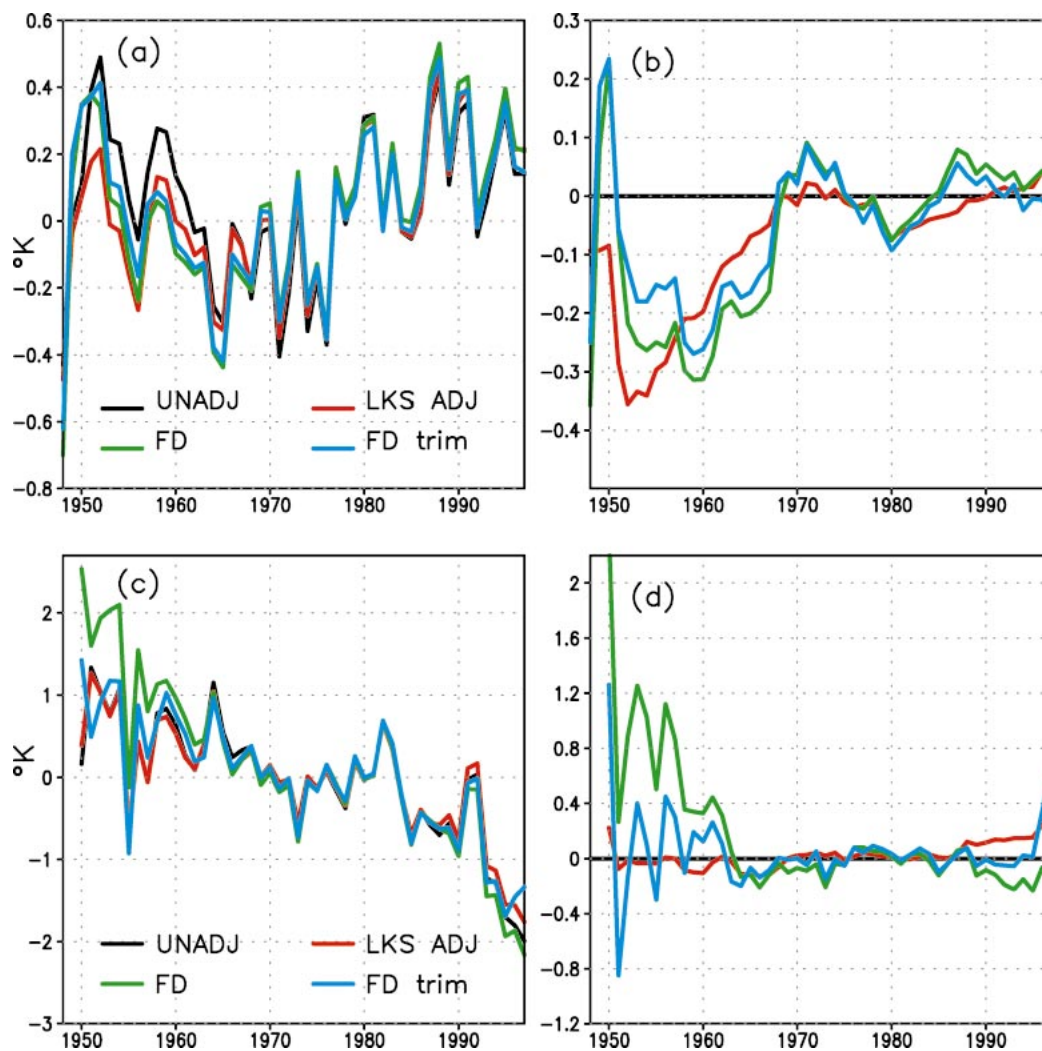 0.6
0.4
0.2
0
−0.2
−0.4
−0.6
−0.8
°K
(a)
UNADJ
LKS ADJ
FD
FD trim
1950 1960 1970 1980 1990
0.3
0.2
0.1
0
−0.1
−0.2
−0.3
−0.4
(b)
1950 1960 1970 1980 1990
2
1
0
−1
−2
−3
°K
(c)
UNADJ
LKS ADJ
FD
FD trim
1950 1960 1970 1980 1990
2
1.6
1.2
0.8
0.4
0
−0.4
−0.8
−1.2
(d)
1950 1960 1970 1980 1990